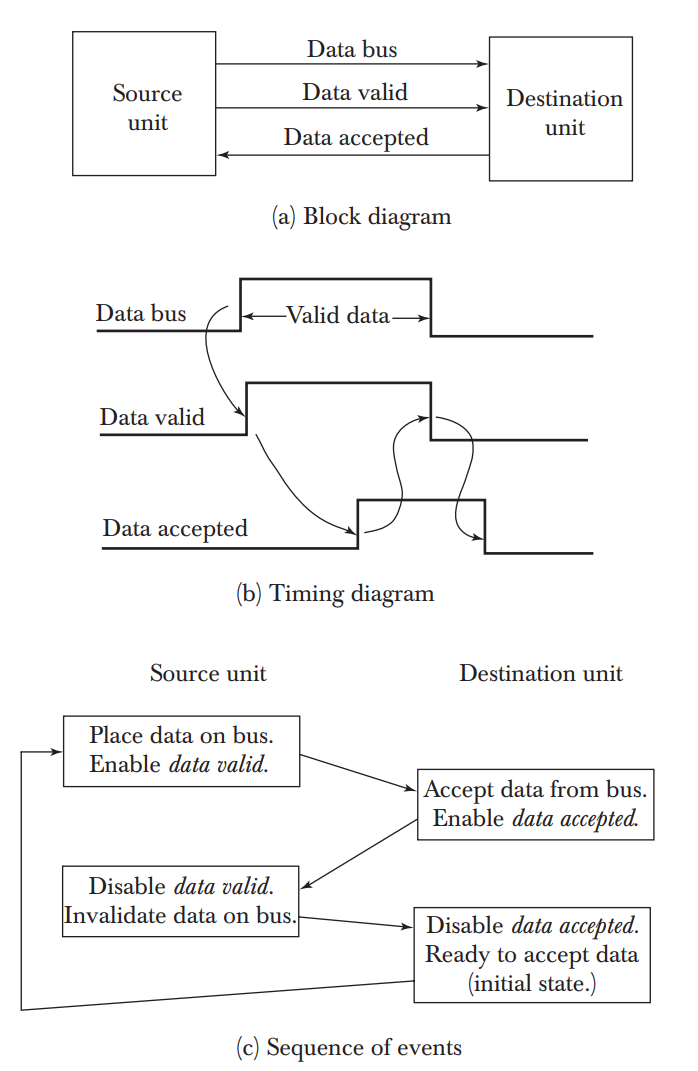 Data bus
Source
unit
Data valid
Destination
unit
Data accepted
(a) Block diagram
Data bus
Valid data
Data valid
Data accepted
(b) Timing diagram
Source unit
Destination unit
Place data on bus.
Enable data valid.
Accept data from bus.
Enable data accepted.
Disable data valid.
Invalidate data on bus.
Disable data accepted.
Ready to accept data
(initial state.)
(c) Sequence of events